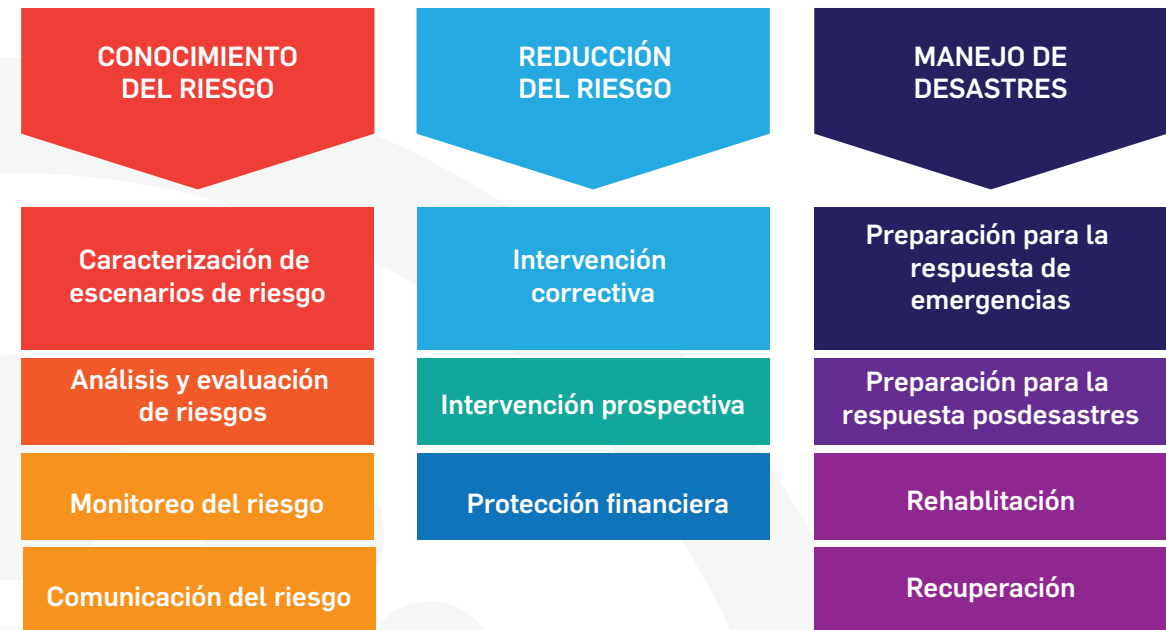 CONOCIMIENTO
DEL RIESGO
Caracterización de
escenarios de riesgo
Análisis y evaluación
de riesgos
Monitoreo del riesgo
Comunicación del riesgo
REDUCCIÓN
DEL RIESGO
Intervención
correctiva
Intervención prospectiva
Protección financiera
MANEJO DE
DESASTRES
Preparación para la
respuesta de
emergencias
Preparación para la
respuesta posdesastres
Rehablitación
Recuperación